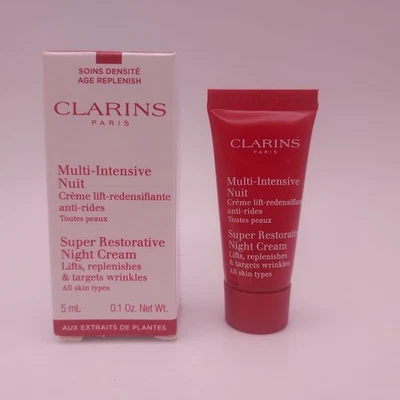 SOINS DENSITÉ
AGE REPLENISH
CLARINS
PARIS
Multi-Intensive
Nuit
Crème lift-redensifiante
anti-rides
Toutes peaux
Super Restorative
Night Cream
Lifts, replenishes
& targets wrinkles
All skin types
5 mL 0.1 Oz. Net Wt.
AUX EXTRAITS DE PLANTES
CLARINS
PARIS
Multi-Intensive
Nuit
Crème lift-redensifiante
anti-rides
Toutes peaux
Super Restorative
Night Cream
Lifts, replenishes
& targets wrinkles
All skin types